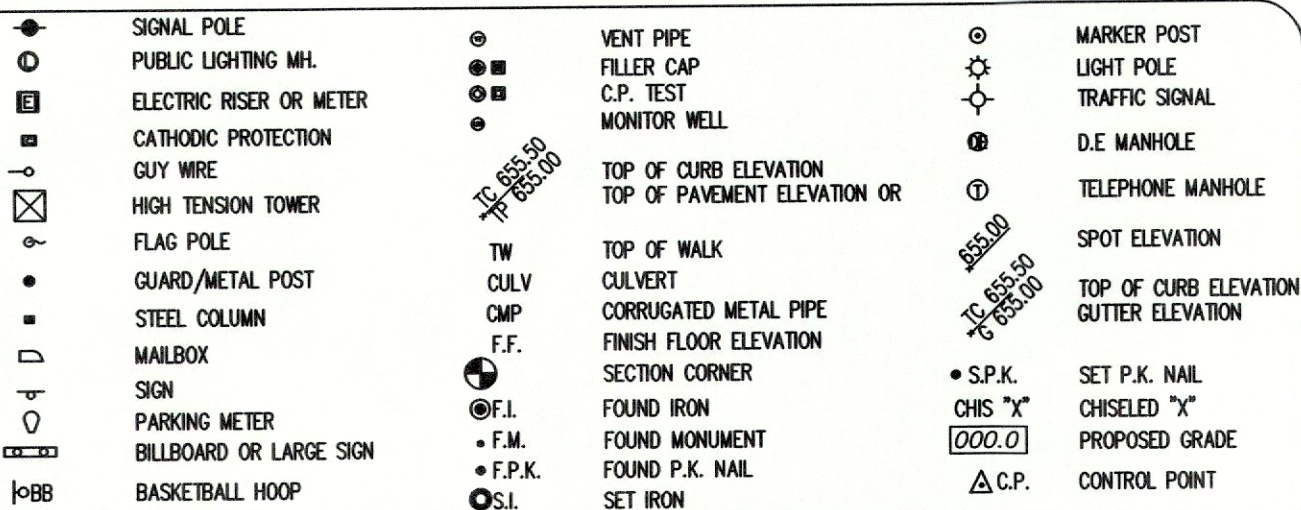 SIGNAL POLE
L PUBLIC LIGHTING MH.
E ELECTRIC RISER OR METER
CATHODIC PROTECTION
GUY WIRE
HIGH TENSION TOWER
FLAG POLE
GUARD/METAL POST
STEEL COLUMN
MAILBOX
SIGN
PARKING METER
BILLBOARD OR LARGE SIGN
BB BASKETBALL HOOP
VENT PIPE
FILLER CAP
C.P. TEST
MONITOR WELL
TC 655.50 TOP OF CURB ELEVATION
*TP 655.00 TOP OF PAVEMENT ELEVATION OR
TW TOP OF WALK
CULV CULVERT
CMP CORRUGATED METAL PIPE
F.F. FINISH FLOOR ELEVATION
SECTION CORNER
F.I. FOUND IRON
F.M. FOUND MONUMENT
F.P.K. FOUND P.K. NAIL
S.I. SET IRON
MARKER POST
LIGHT POLE
TRAFFIC SIGNAL
DE D.E MANHOLE
T TELEPHONE MANHOLE
*655.00 SPOT ELEVATION
TC 655.50 TOP OF CURB ELEVATION
*G 655.00 GUTTER ELEVATION
S.P.K. SET P.K. NAIL
CHIS "X" CHISELED "X"
000.0 PROPOSED GRADE
C.P. CONTROL POINT